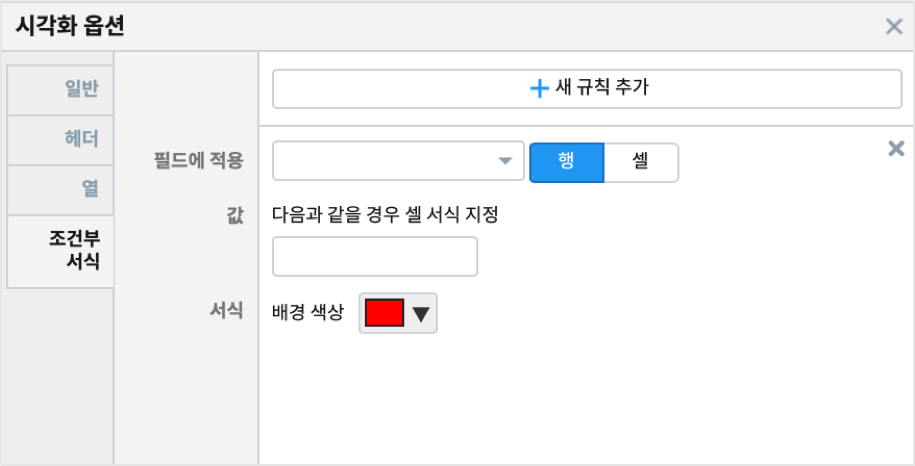 시각화 옵션
일반
헤더
열
조건부
서식
새 규칙 추가
필드에 적용
행
셀
값
다음과 같을 경우 셀 서식 지정
서식
배경 색상